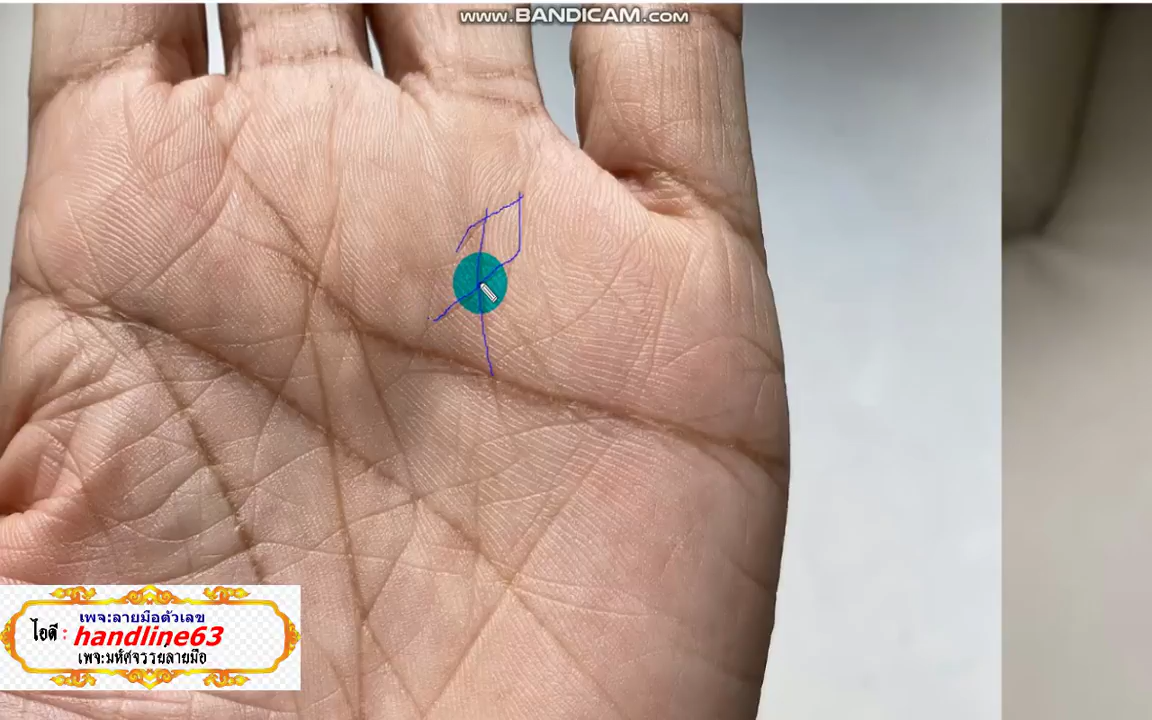 www.BANDICAM.com
เพจ:ลายมือตัวเลข
ไอดี : handline63
เพจ:มหัศจรรย์ลายมือ